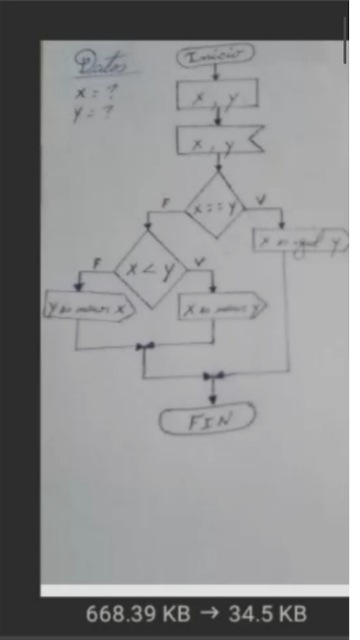 Datos
x = ?
y = ?
Inicio
x , y
x , y
x == y
F
V
x es igual y
x < y
F
V
y es menor x
x es menor y
FIN
668.39 KB → 34.5 KB